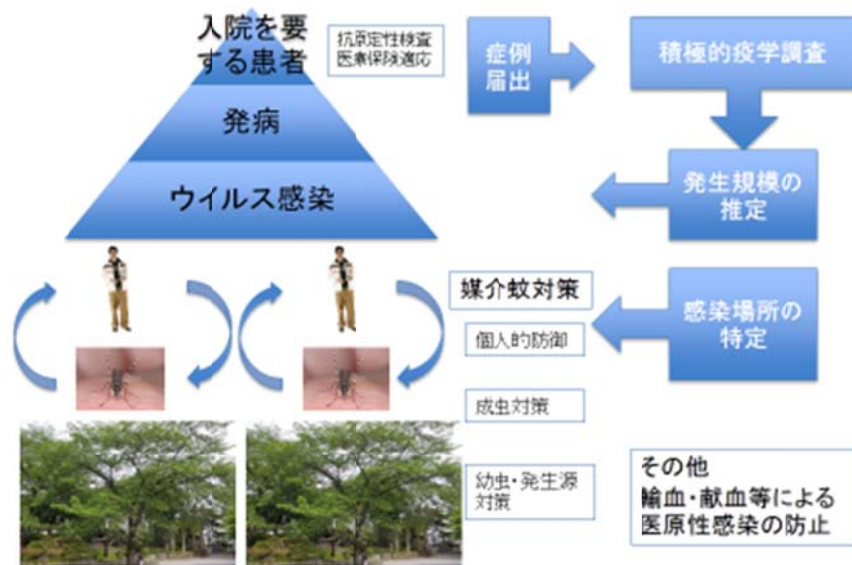 入院を要
する患者
抗原定性検査
医療保険適応
症例
届出
積極的疫学調査
発病
ウイルス感染
発生規模の
推定
媒介蚊対策
感染場所の
特定
個人的防御
成虫対策
幼虫・発生源
対策
その他
輸血・献血等による
医原性感染の防止